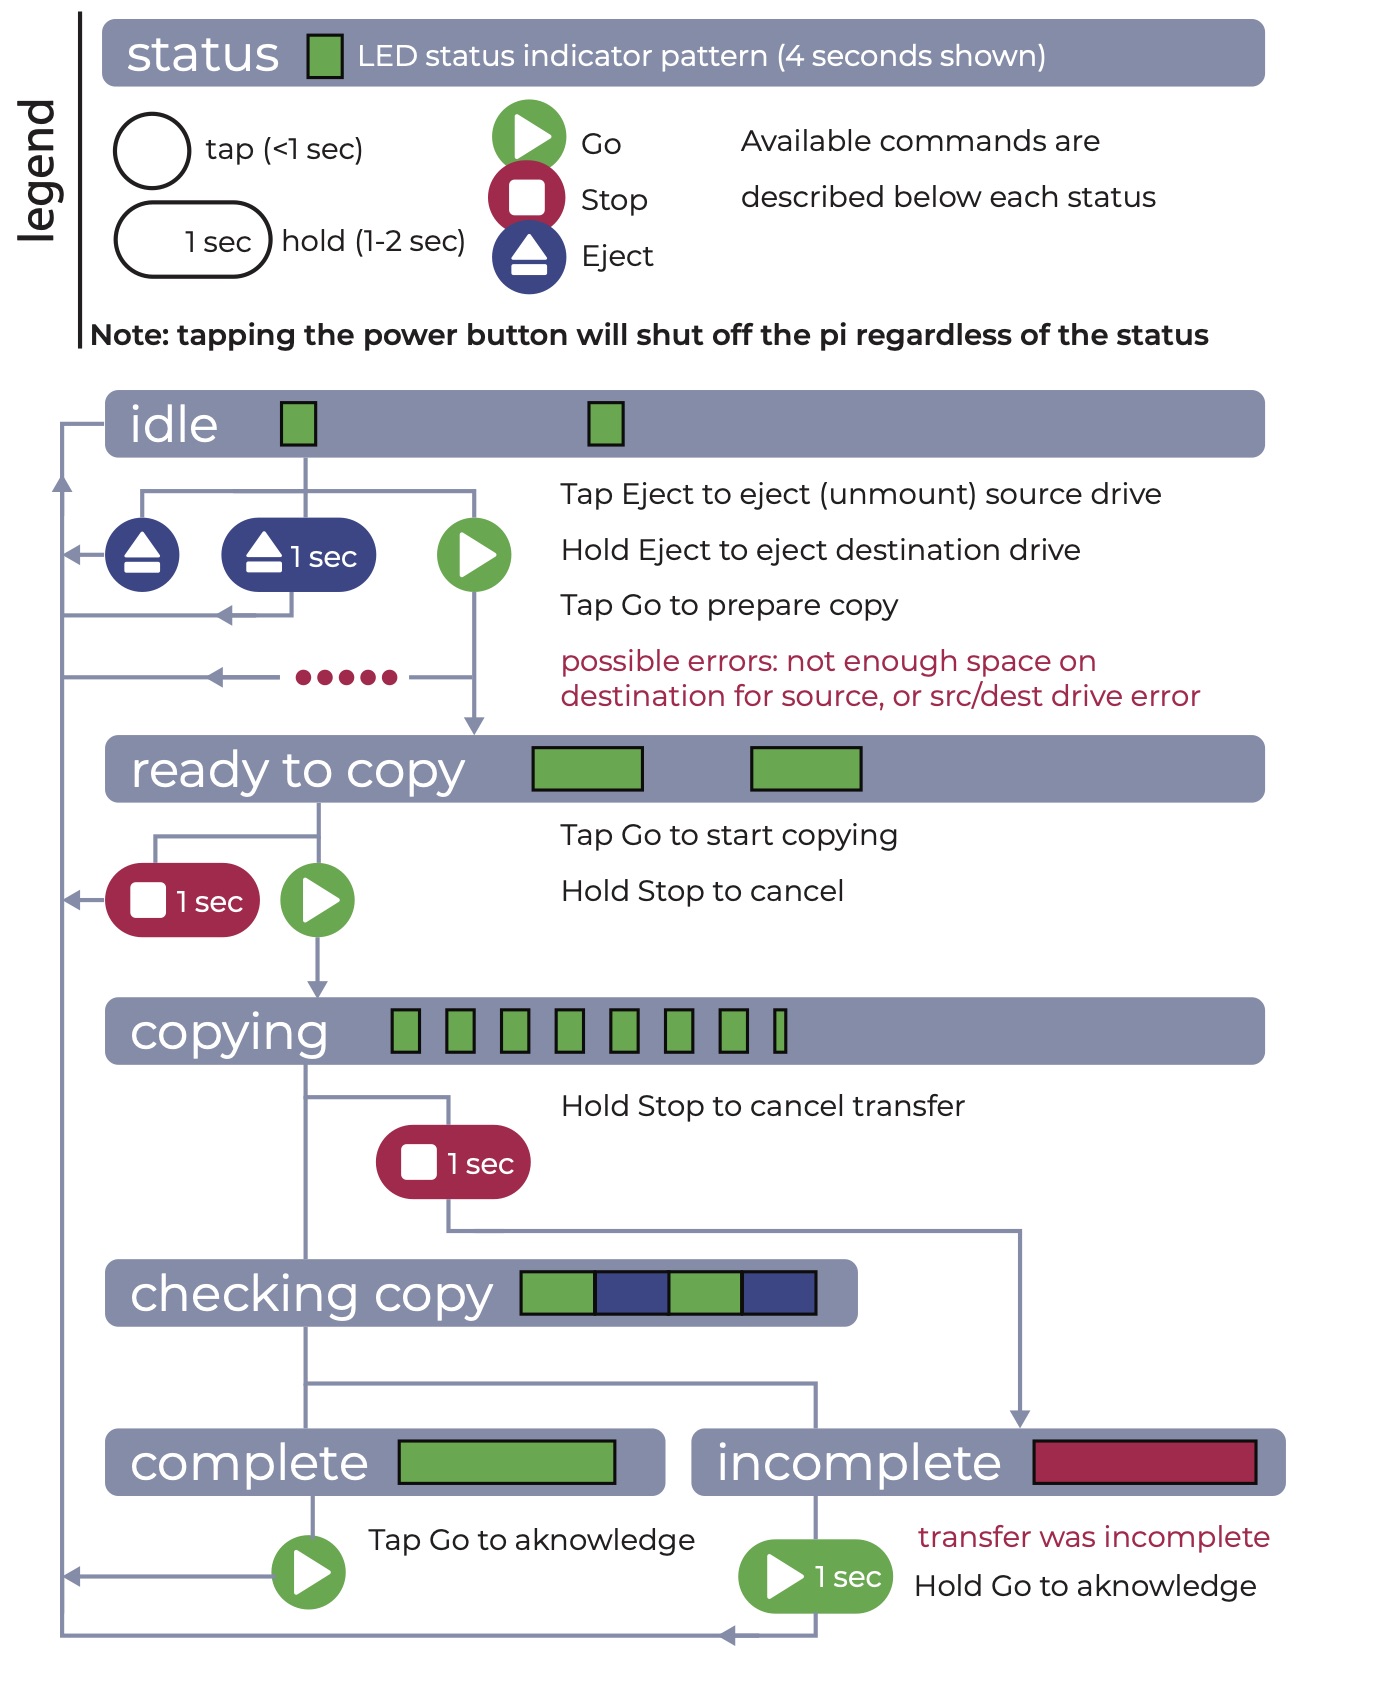 legend
status LED status indicator pattern (4 seconds shown)
tap (<1 sec)
1 sec hold (1-2 sec)
Go
Stop
Eject
Available commands are
described below each status
Note: tapping the power button will shut off the pi regardless of the status
idle
1 sec
Tap Eject to eject (unmount) source drive
Hold Eject to eject destination drive
Tap Go to prepare copy
possible errors: not enough space on
destination for source, or src/dest drive error
ready to copy
1 sec
Tap Go to start copying
Hold Stop to cancel
copying
Hold Stop to cancel transfer
1 sec
checking copy
complete
Tap Go to aknowledge
incomplete
1 sec
transfer was incomplete
Hold Go to aknowledge